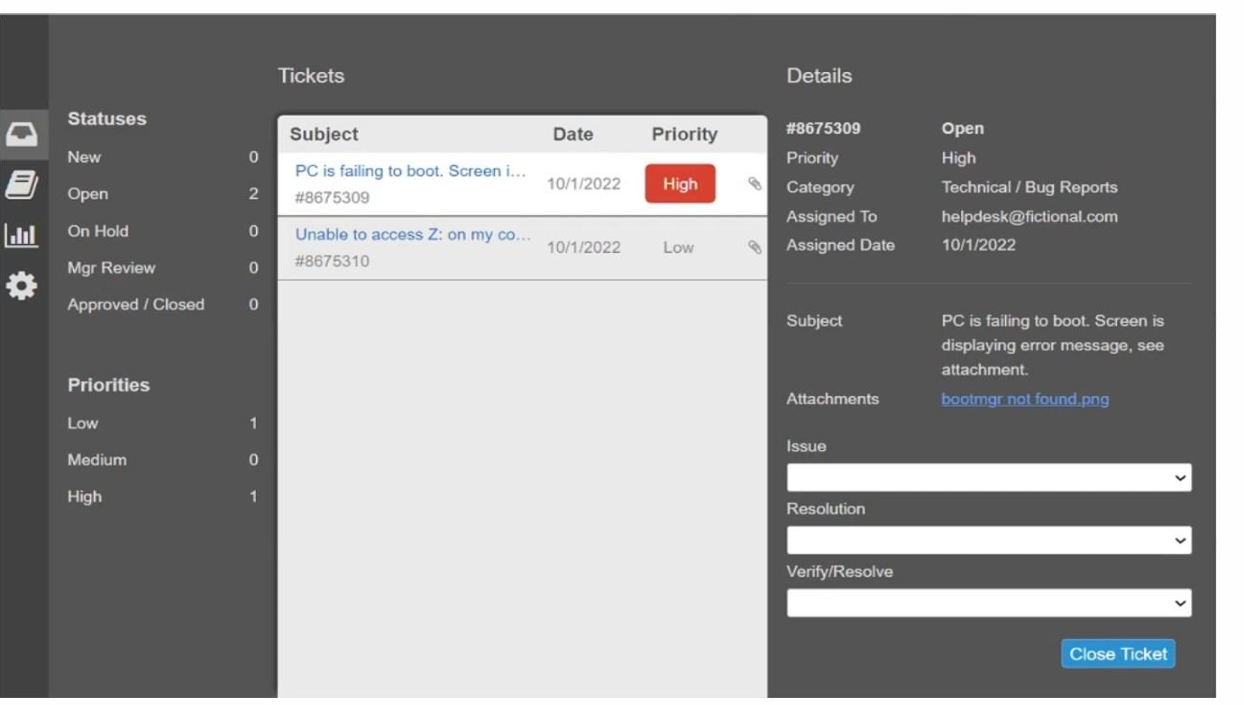 Tickets
Details
Statuses
New 0
Open 2
On Hold 0
Mgr Review 0
Approved / Closed 0
Priorities
Low 1
Medium 0
High 1
Subject Date Priority
PC is failing to boot. Screen i... 10/1/2022 High
#8675309
Unable to access Z: on my co... 10/1/2022 Low
#8675310
#8675309 Open
Priority High
Category Technical / Bug Reports
Assigned To helpdesk@fictional.com
Assigned Date 10/1/2022
Subject PC is failing to boot. Screen is
displaying error message, see
attachment.
Attachments bootmgr not found.png
Issue
Resolution
Verify/Resolve
Close Ticket